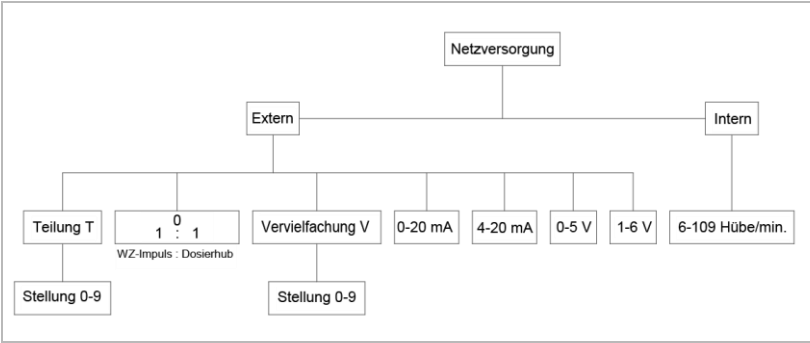 Netzversorgung
Extern
Intern
Teilung T
0
1 : 1
WZ-Impuls : Dosierhub
Vervielfachung V
0-20 mA
4-20 mA
0-5 V
1-6 V
6-109 Hübe/min.
Stellung 0-9
Stellung 0-9